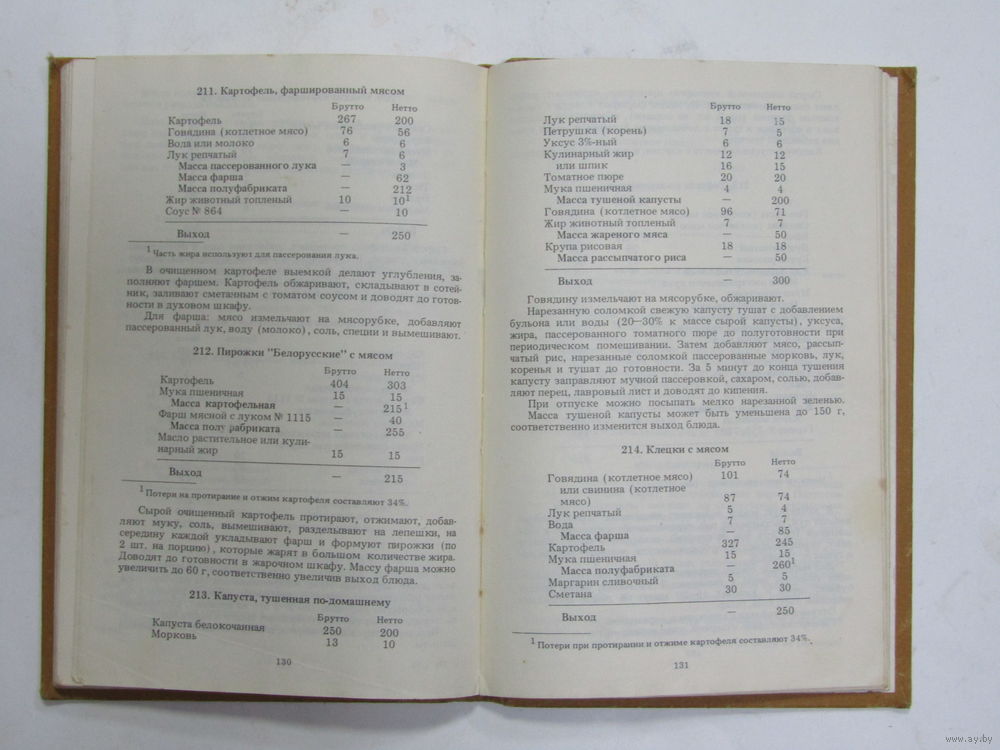 211. Картофель, фаршированный мясом
Брутто Нетто
Картофель 267 200
Говядина (котлетное мясо) 76 56
Вода или молоко 6 6
Лук репчатый 7 6
Масса пассерованного лука — 3
Масса фарша — 62
Масса полуфабриката — 212
Жир животный топленый 10 10¹
Соус № 864 — 10
Выход — 250
¹ Часть жира используют для пассерования лука.
В очищенном картофеле выемкой делают углубления, за-
полняют фаршем. Картофель обжаривают, складывают в сотей-
ник, заливают сметанным с томатом соусом и доводят до готов-
ности в духовом шкафу.
Для фарша: мясо измельчают на мясорубке, добавляют
пассерованный лук, воду (молоко), соль, специи и вымешивают.
212. Пирожки "Белорусские" с мясом
Брутто Нетто
Картофель 404 303
Мука пшеничная 15 15
Масса картофельная — 215¹
Фарш мясной с луком № 1115 — 40
Масса полу рабриката — 255
Масло растительное или кули-
нарный жир 15 15
Выход — 215
¹ Потери на протирание и отжим картофеля составляют 34%.
Сырой очищенный картофель протирают, отжимают, добав-
ляют муку, соль, вымешивают, разделывают на лепешки, на
середину каждой укладывают фарш и формуют пирожки (по
2 шт. на порцию), которые жарят в большом количестве жира.
Доводят до готовности в жарочном шкафу. Массу фарша можно
увеличить до 60 г, соответственно увеличив выход блюда.
213. Капуста, тушенная по-домашнему
Брутто Нетто
Капуста белокочанная 250 200
Морковь 13 10
130
Брутто Нетто
Лук репчатый 18 15
Петрушка (корень) 7 5
Уксус 3%-ный 6 6
Кулинарный жир 12 12
или шпик 16 15
Томатное пюре 20 20
Мука пшеничная 4 4
Масса тушеной капусты — 200
Говядина (котлетное мясо) 96 71
Жир животный топленый 7 7
Масса жареного мяса — 50
Крупа рисовая 18 18
Масса рассыпчатого риса — 50
Выход — 300
Говядину измельчают на мясорубке, обжаривают.
Нарезанную соломкой свежую капусту тушат с добавлением
бульона или воды (20—30% к массе сырой капусты), уксуса,
жира, пассерованного томатного пюре до полуготовности при
периодическом помешивании. Затем добавляют мясо, рассып-
чатый рис, нарезанные соломкой пассерованные морковь, лук,
коренья и тушат до готовности. За 5 минут до конца тушения
капусту заправляют мучной пассеровкой, сахаром, солью, добав-
ляют перец, лавровый лист и доводят до кипения.
При отпуске можно посыпать мелко нарезанной зеленью.
Масса тушеной капусты может быть уменьшена до 150 г,
соответственно изменится выход блюда.
214. Клецки с мясом
Брутто Нетто
Говядина (котлетное мясо) 101 74
или свинина (котлетное
мясо) 87 74
Лук репчатый 5 4
Вода 7 7
Масса фарша — 85
Картофель 327 245
Мука пшеничная 15 15
Масса полуфабриката — 260¹
Маргарин сливочный 5 5
Сметана 30 30
Выход — 250
¹ Потери при протирании и отжиме картофеля составляют 34%.
131
www.ay.by